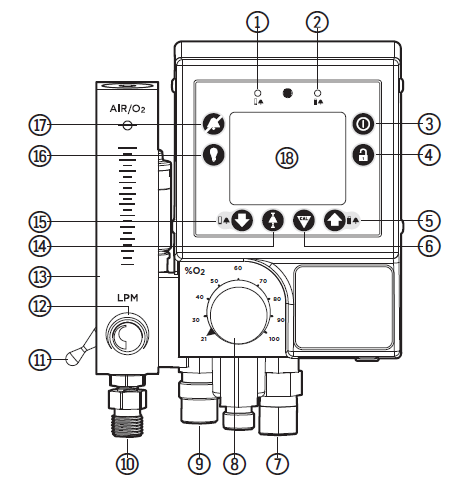 ① ②
AIR/O₂
⑰ ③
⑯ ⑱ ④
⑮ ⑤
⑭ CAL ⑥
⑬
%O₂ 60
50 70
LPM
⑫ 40 80
30 90
⑪ 21 100
⑩ ⑨ ⑧ ⑦